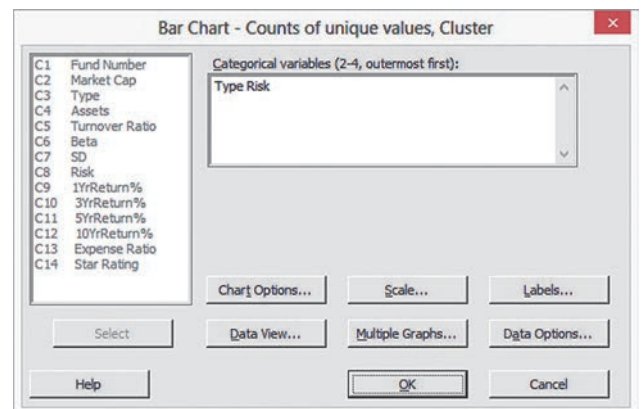 Bar Chart - Counts of unique values, Cluster
×
C1 Fund Number
C2 Market Cap
C3 Type
C4 Assets
C5 Turnover Ratio
C6 Beta
C7 SD
C8 Risk
C9 1YrReturn%
C10 3YrReturn%
C11 5YrReturn%
C12 10YrReturn%
C13 Expense Ratio
C14 Star Rating
Categorical variables (2-4, outermost first):
Type Risk
Chart Options... Scale... Labels...
Select Data View... Multiple Graphs... Data Options...
Help OK Cancel